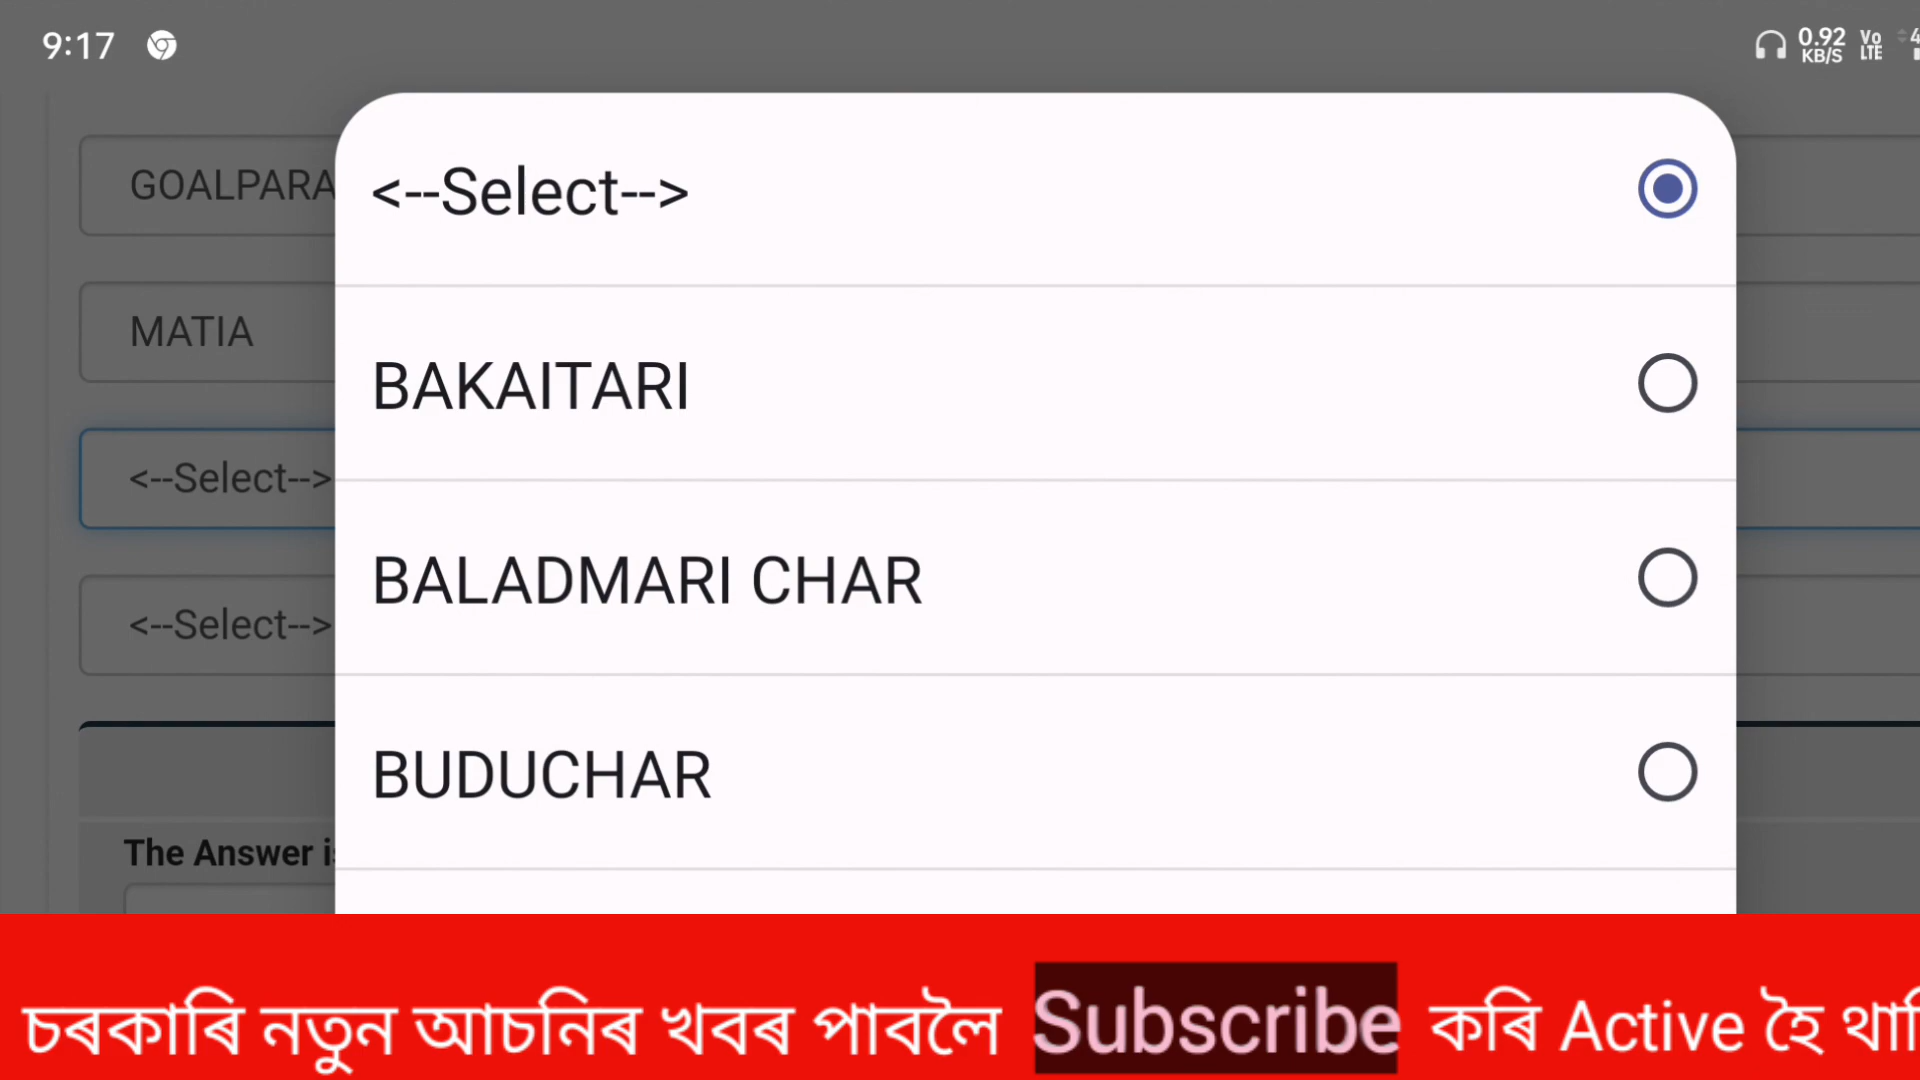 9:17
0.92 KB/S Vo LTE 4
GOALPARA
MATIA
<--Select-->
<--Select-->
The Answer
<--Select-->
BAKAITARI
BALADMARI CHAR
BUDUCHAR
চৰকাৰি নতুন আচনিৰ খবৰ পাবলৈ Subscribe কৰি Active হৈ